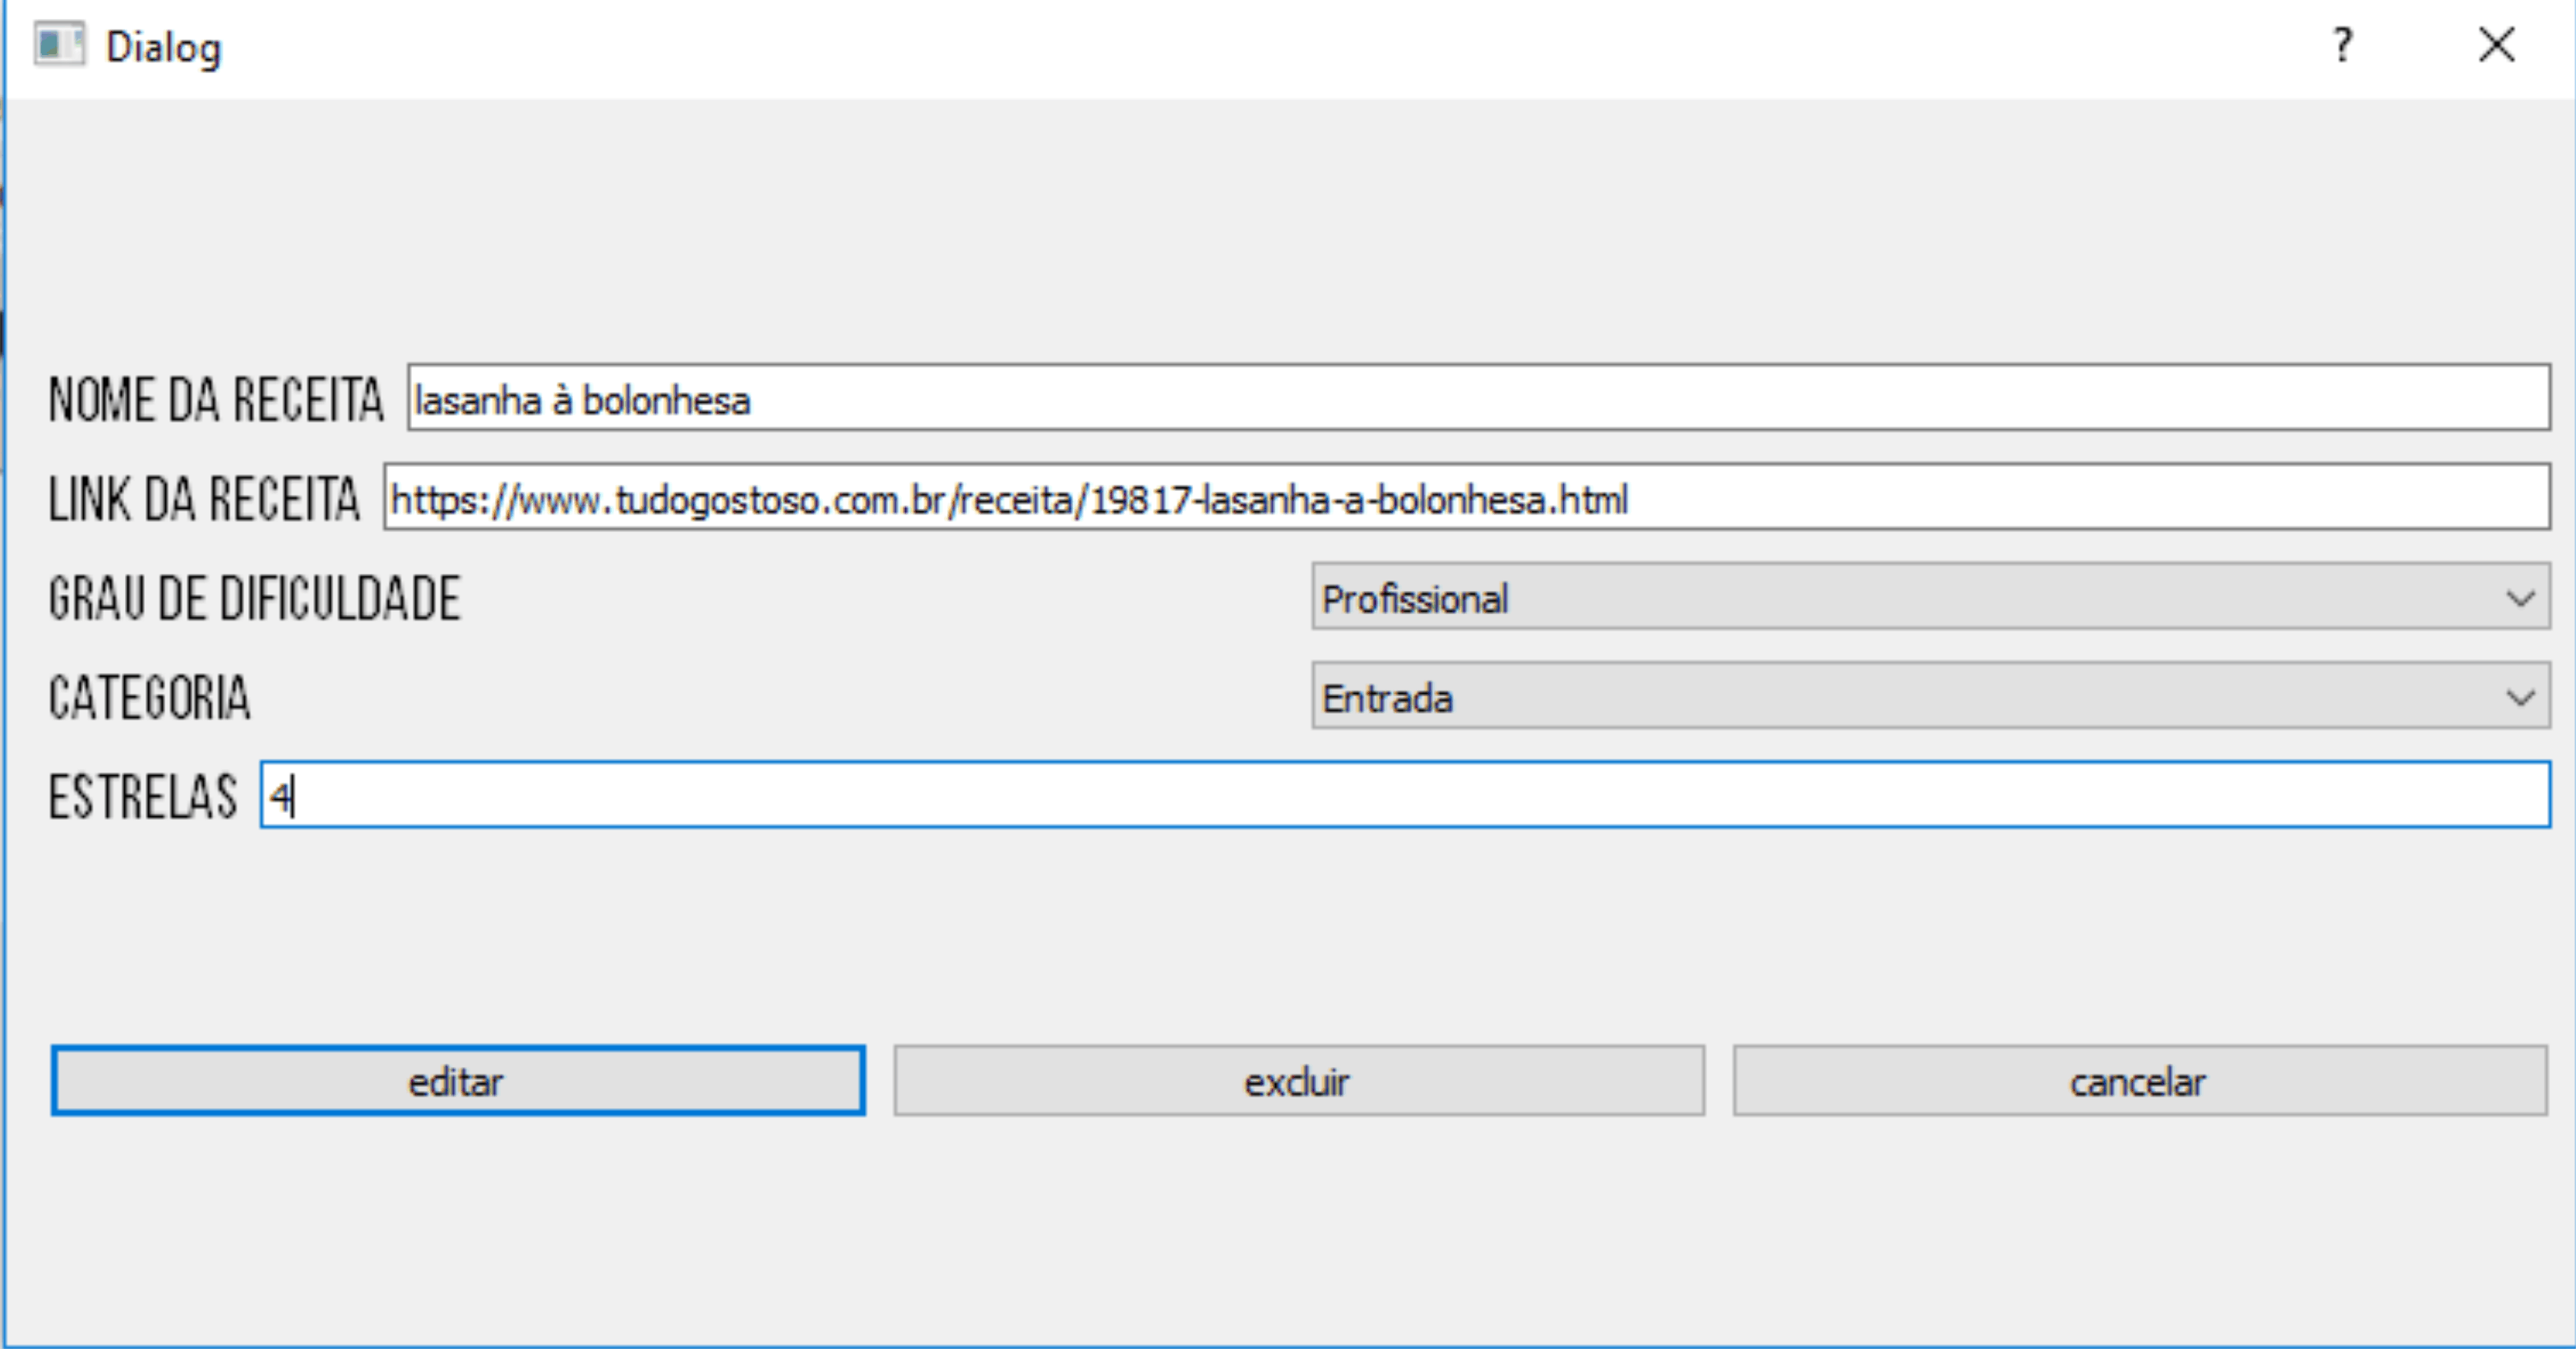 Dialog ?
NOME DA RECEITA lasanha à bolonhesa
LINK DA RECEITA https://www.tudogostoso.com.br/receita/19817-lasanha-a-bolonhesa.html
GRAU DE DIFICULDADE Profissional
CATEGORIA Entrada
ESTRELAS 4
editar excluir cancelar